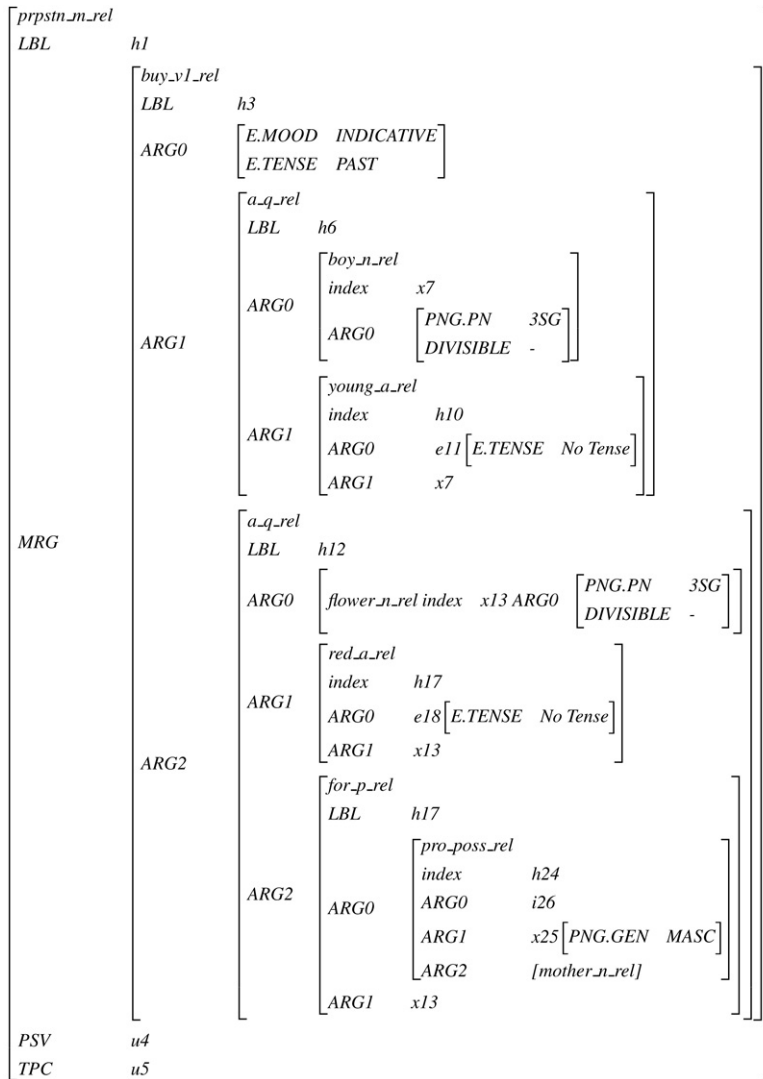 prpstn_m_rel
LBL h1
buy_v1_rel
LBL h3
ARG0 E.MOOD INDICATIVE
E.TENSE PAST
a_q_rel
LBL h6
boy_n_rel
index x7
ARG0 ARG0 PNG.PN 3SG
DIVISIBLE -
ARG1
young_a_rel
index h10
ARG1 ARG0 e11 [E.TENSE No Tense]
ARG1 x7
a_q_rel
MRG LBL h12
ARG0 flower_n_rel index x13 ARG0 PNG.PN 3SG
DIVISIBLE -
red_a_rel
index h17
ARG1 ARG0 e18 [E.TENSE No Tense]
ARG1 x13
ARG2
for_p_rel
LBL h17
pro_poss_rel
index h24
ARG2 ARG0 ARG0 i26
ARG1 x25 [PNG.GEN MASC]
ARG2 [mother_n_rel]
ARG1 x13
PSV u4
TPC u5